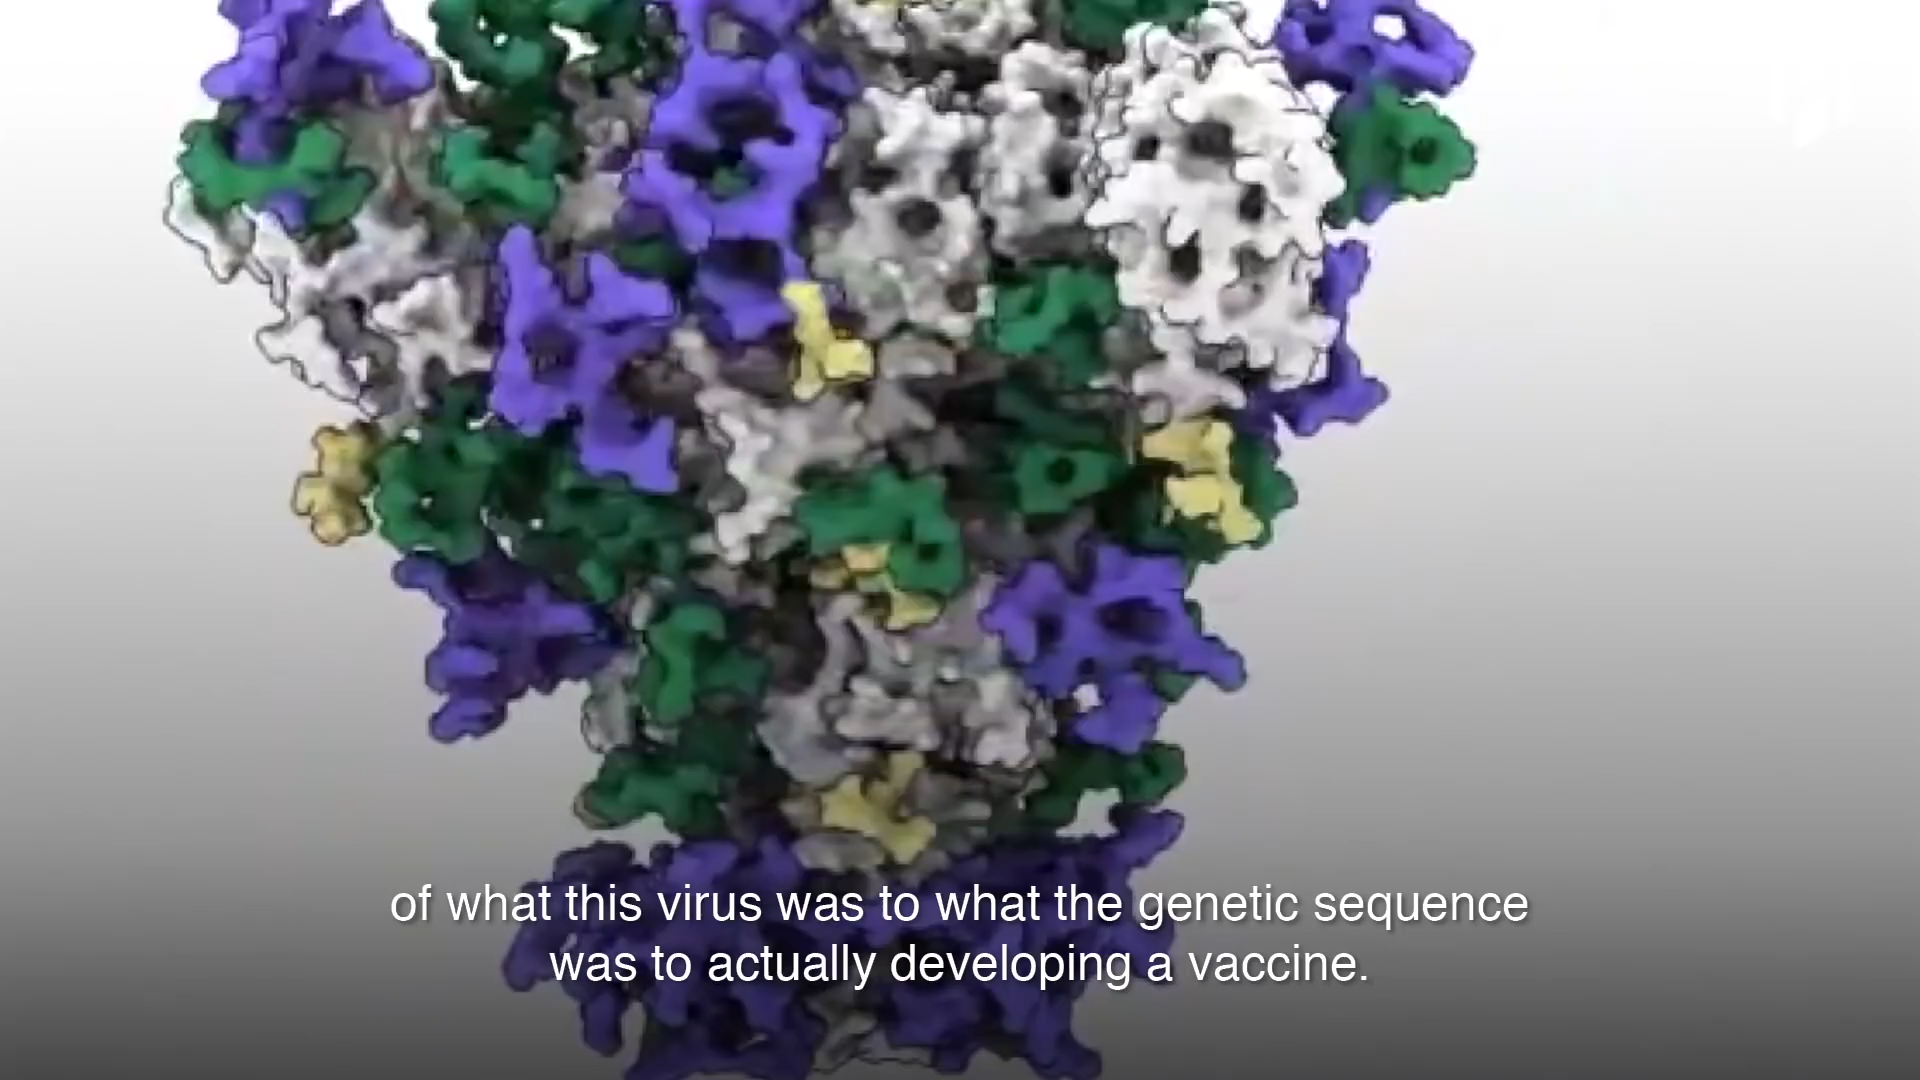 of what this virus was to what the genetic sequence
was to actually developing a vaccine.